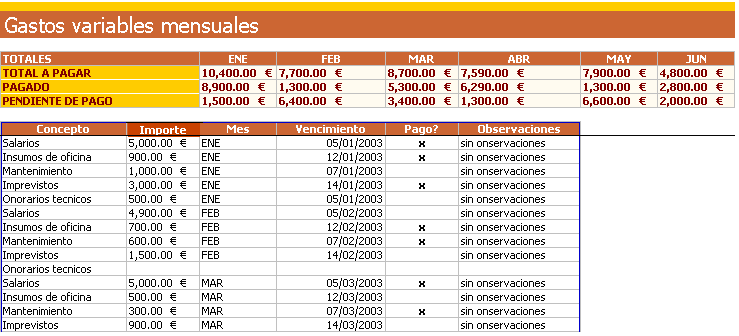 Gastos variables mensuales
TOTALES ENE FEB MAR ABR MAY JUN
TOTAL A PAGAR 10,400.00 € 7,700.00 € 8,700.00 € 7,590.00 € 7,900.00 € 4,800.00 €
PAGADO 8,900.00 € 1,300.00 € 5,300.00 € 6,290.00 € 1,300.00 € 2,800.00 €
PENDIENTE DE PAGO 1,500.00 € 6,400.00 € 3,400.00 € 1,300.00 € 6,600.00 € 2,000.00 €
Concepto Importe Mes Vencimiento Pago? Observaciones
Salarios 5,000.00 € ENE 05/01/2003 x sin onservaciones
Insumos de oficina 900.00 € ENE 12/01/2003 x sin onservaciones
Mantenimiento 1,000.00 € ENE 07/01/2003 sin onservaciones
Imprevistos 3,000.00 € ENE 14/01/2003 x sin onservaciones
Onorarios tecnicos 500.00 € ENE 05/01/2003 sin onservaciones
Salarios 4,900.00 € FEB 05/02/2003 sin onservaciones
Insumos de oficina 700.00 € FEB 12/02/2003 x sin onservaciones
Mantenimiento 600.00 € FEB 07/02/2003 x sin onservaciones
Imprevistos 1,500.00 € FEB 14/02/2003 sin onservaciones
Onorarios tecnicos
Salarios 5,000.00 € MAR 05/03/2003 x sin onservaciones
Insumos de oficina 500.00 € MAR 12/03/2003 sin onservaciones
Mantenimiento 300.00 € MAR 07/03/2003 x sin onservaciones
Imprevistos 900.00 € MAR 14/03/2003 sin onservaciones